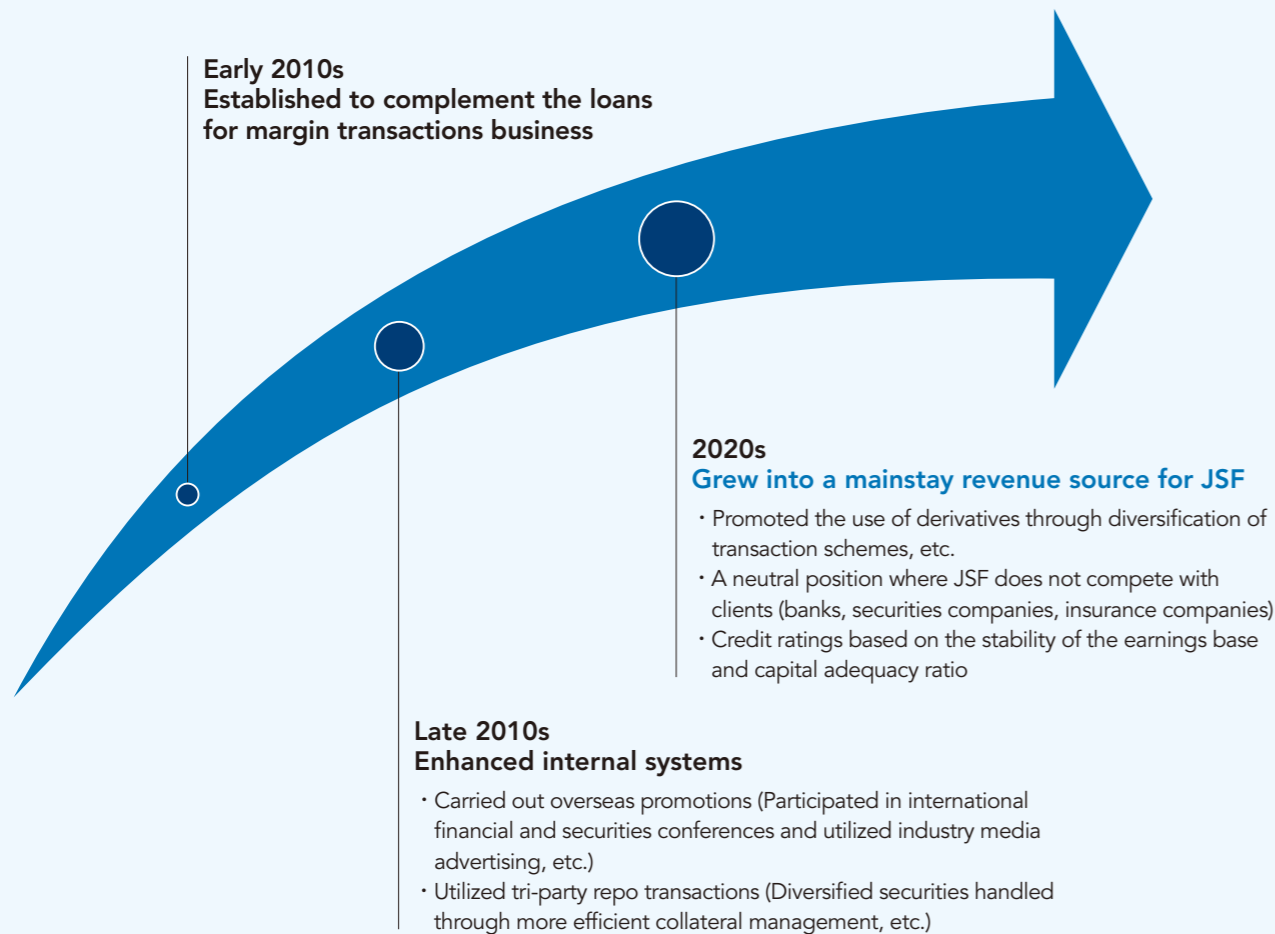 Early 2010s
Established to complement the loans
for margin transactions business
Late 2010s
Enhanced internal systems
・Carried out overseas promotions (Participated in international
financial and securities conferences and utilized industry media
advertising, etc.)
・Utilized tri-party repo transactions (Diversified securities handled
through more efficient collateral management, etc.)
2020s
Grew into a mainstay revenue source for JSF
・Promoted the use of derivatives through diversification of
transaction schemes, etc.
・A neutral position where JSF does not compete with
clients (banks, securities companies, insurance companies)
・Credit ratings based on the stability of the earnings base
and capital adequacy ratio